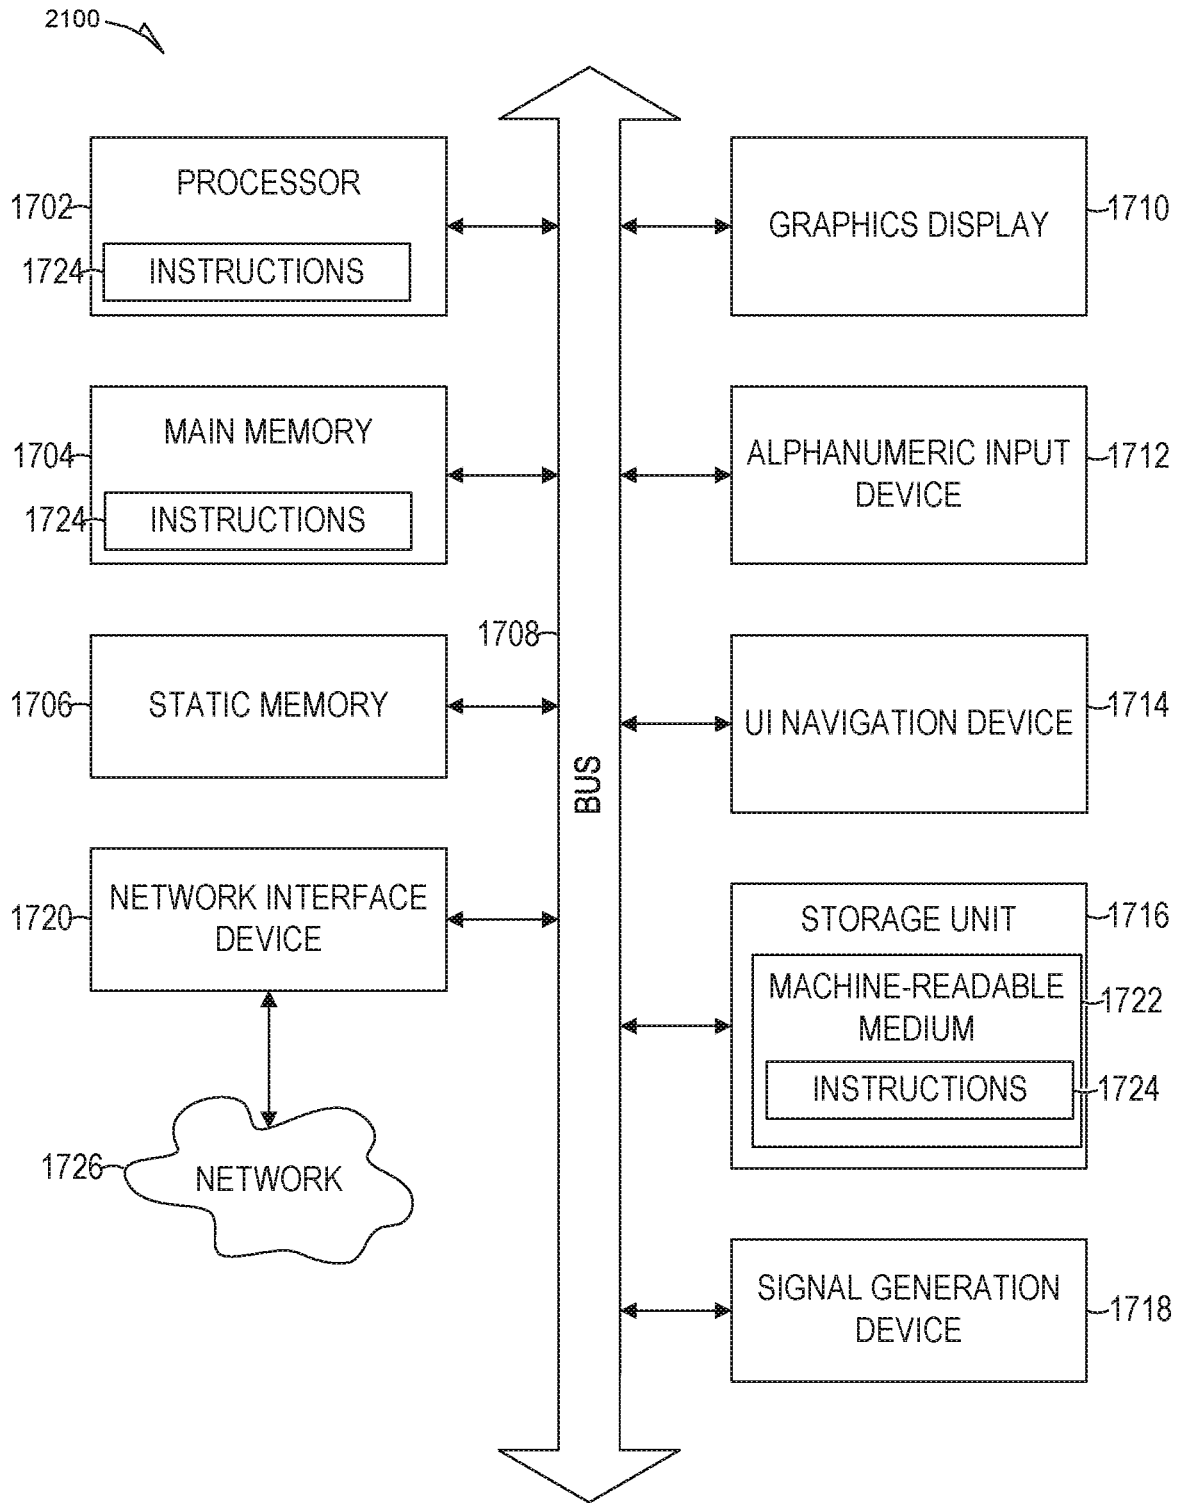 2100
PROCESSOR
1702
1724
INSTRUCTIONS
MAIN MEMORY
1704
1724
INSTRUCTIONS
1706
STATIC MEMORY
1720
NETWORK INTERFACE
DEVICE
1726
NETWORK
1708
BUS
GRAPHICS DISPLAY
1710
ALPHANUMERIC INPUT
DEVICE
1712
UI NAVIGATION DEVICE
1714
STORAGE UNIT
1716
MACHINE-READABLE
MEDIUM
1722
INSTRUCTIONS
1724
SIGNAL GENERATION
DEVICE
1718